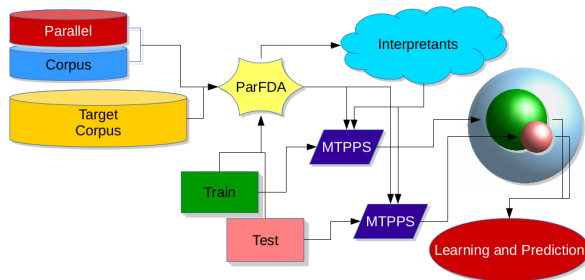 Parallel
Corpus
Target
Corpus
ParFDA
Interpretants
MTPPS
Train
MTPPS
Test
Learning and Prediction